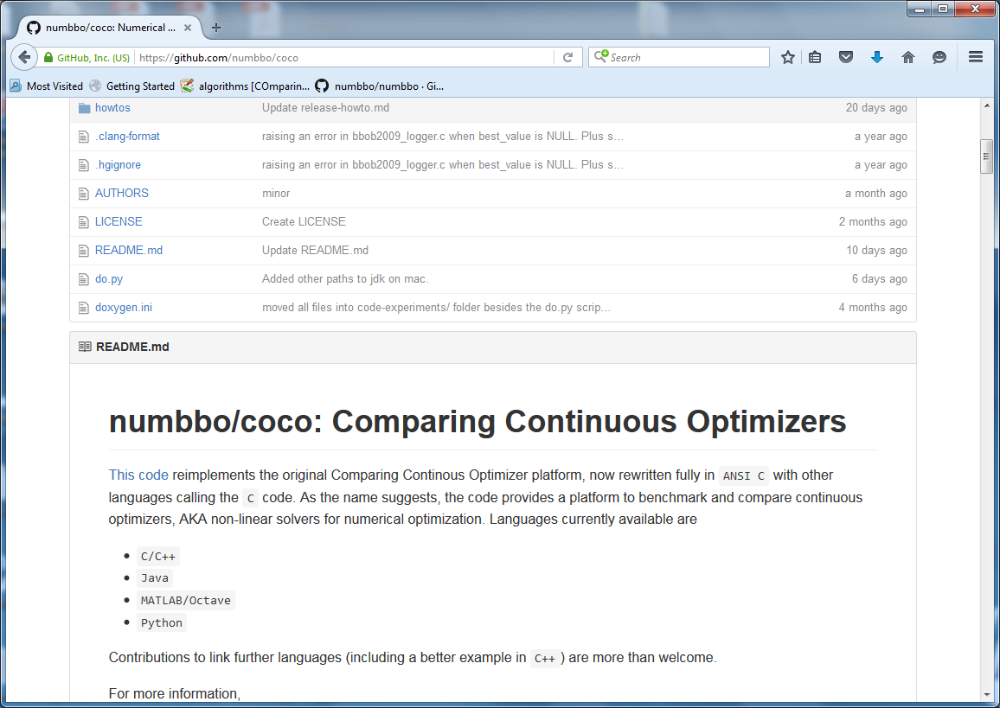 numbbo/coco: Numerical ...
GitHub, Inc. (US) https://github.com/numbbo/coco Search
Most Visited Getting Started algorithms [COmparin... numbbo/numbbo · Gi...
howtos Update release-howto.md 20 days ago
.clang-format raising an error in bbob2009_logger.c when best_value is NULL. Plus s… a year ago
.hgignore raising an error in bbob2009_logger.c when best_value is NULL. Plus s… a year ago
AUTHORS minor a month ago
LICENSE Create LICENSE 2 months ago
README.md Update README.md 10 days ago
do.py Added other paths to jdk on mac. 6 days ago
doxygen.ini moved all files into code-experiments/ folder besides the do.py scrip… 4 months ago
README.md
numbbo/coco: Comparing Continuous Optimizers
This code reimplements the original Comparing Continous Optimizer platform, now rewritten fully in ANSI C with other
languages calling the C code. As the name suggests, the code provides a platform to benchmark and compare continuous
optimizers, AKA non-linear solvers for numerical optimization. Languages currently available are
• C/C++
• Java
• MATLAB/Octave
• Python
Contributions to link further languages (including a better example in C++ ) are more than welcome.
For more information,